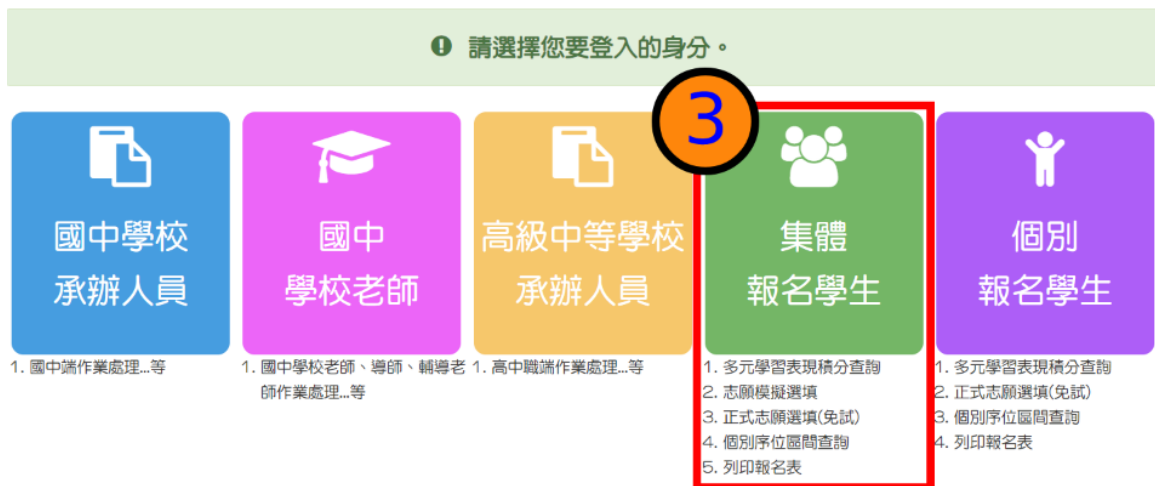 請選擇您要登入的身分。
3
國中學校
承辦人員
1. 國中端作業處理...等
國中
學校老師
1. 國中學校老師、導師、輔導老
師作業處理...等
高級中等學校
承辦人員
1. 高中職端作業處理...等
集體
報名學生
1. 多元學習表現積分查詢
2. 志願模擬選填
3. 正式志願選填(免試)
4. 個別序位區間查詢
5. 列印報名表
個別
報名學生
1. 多元學習表現積分查詢
2. 正式志願選填(免試)
3. 個別序位區間查詢
4. 列印報名表